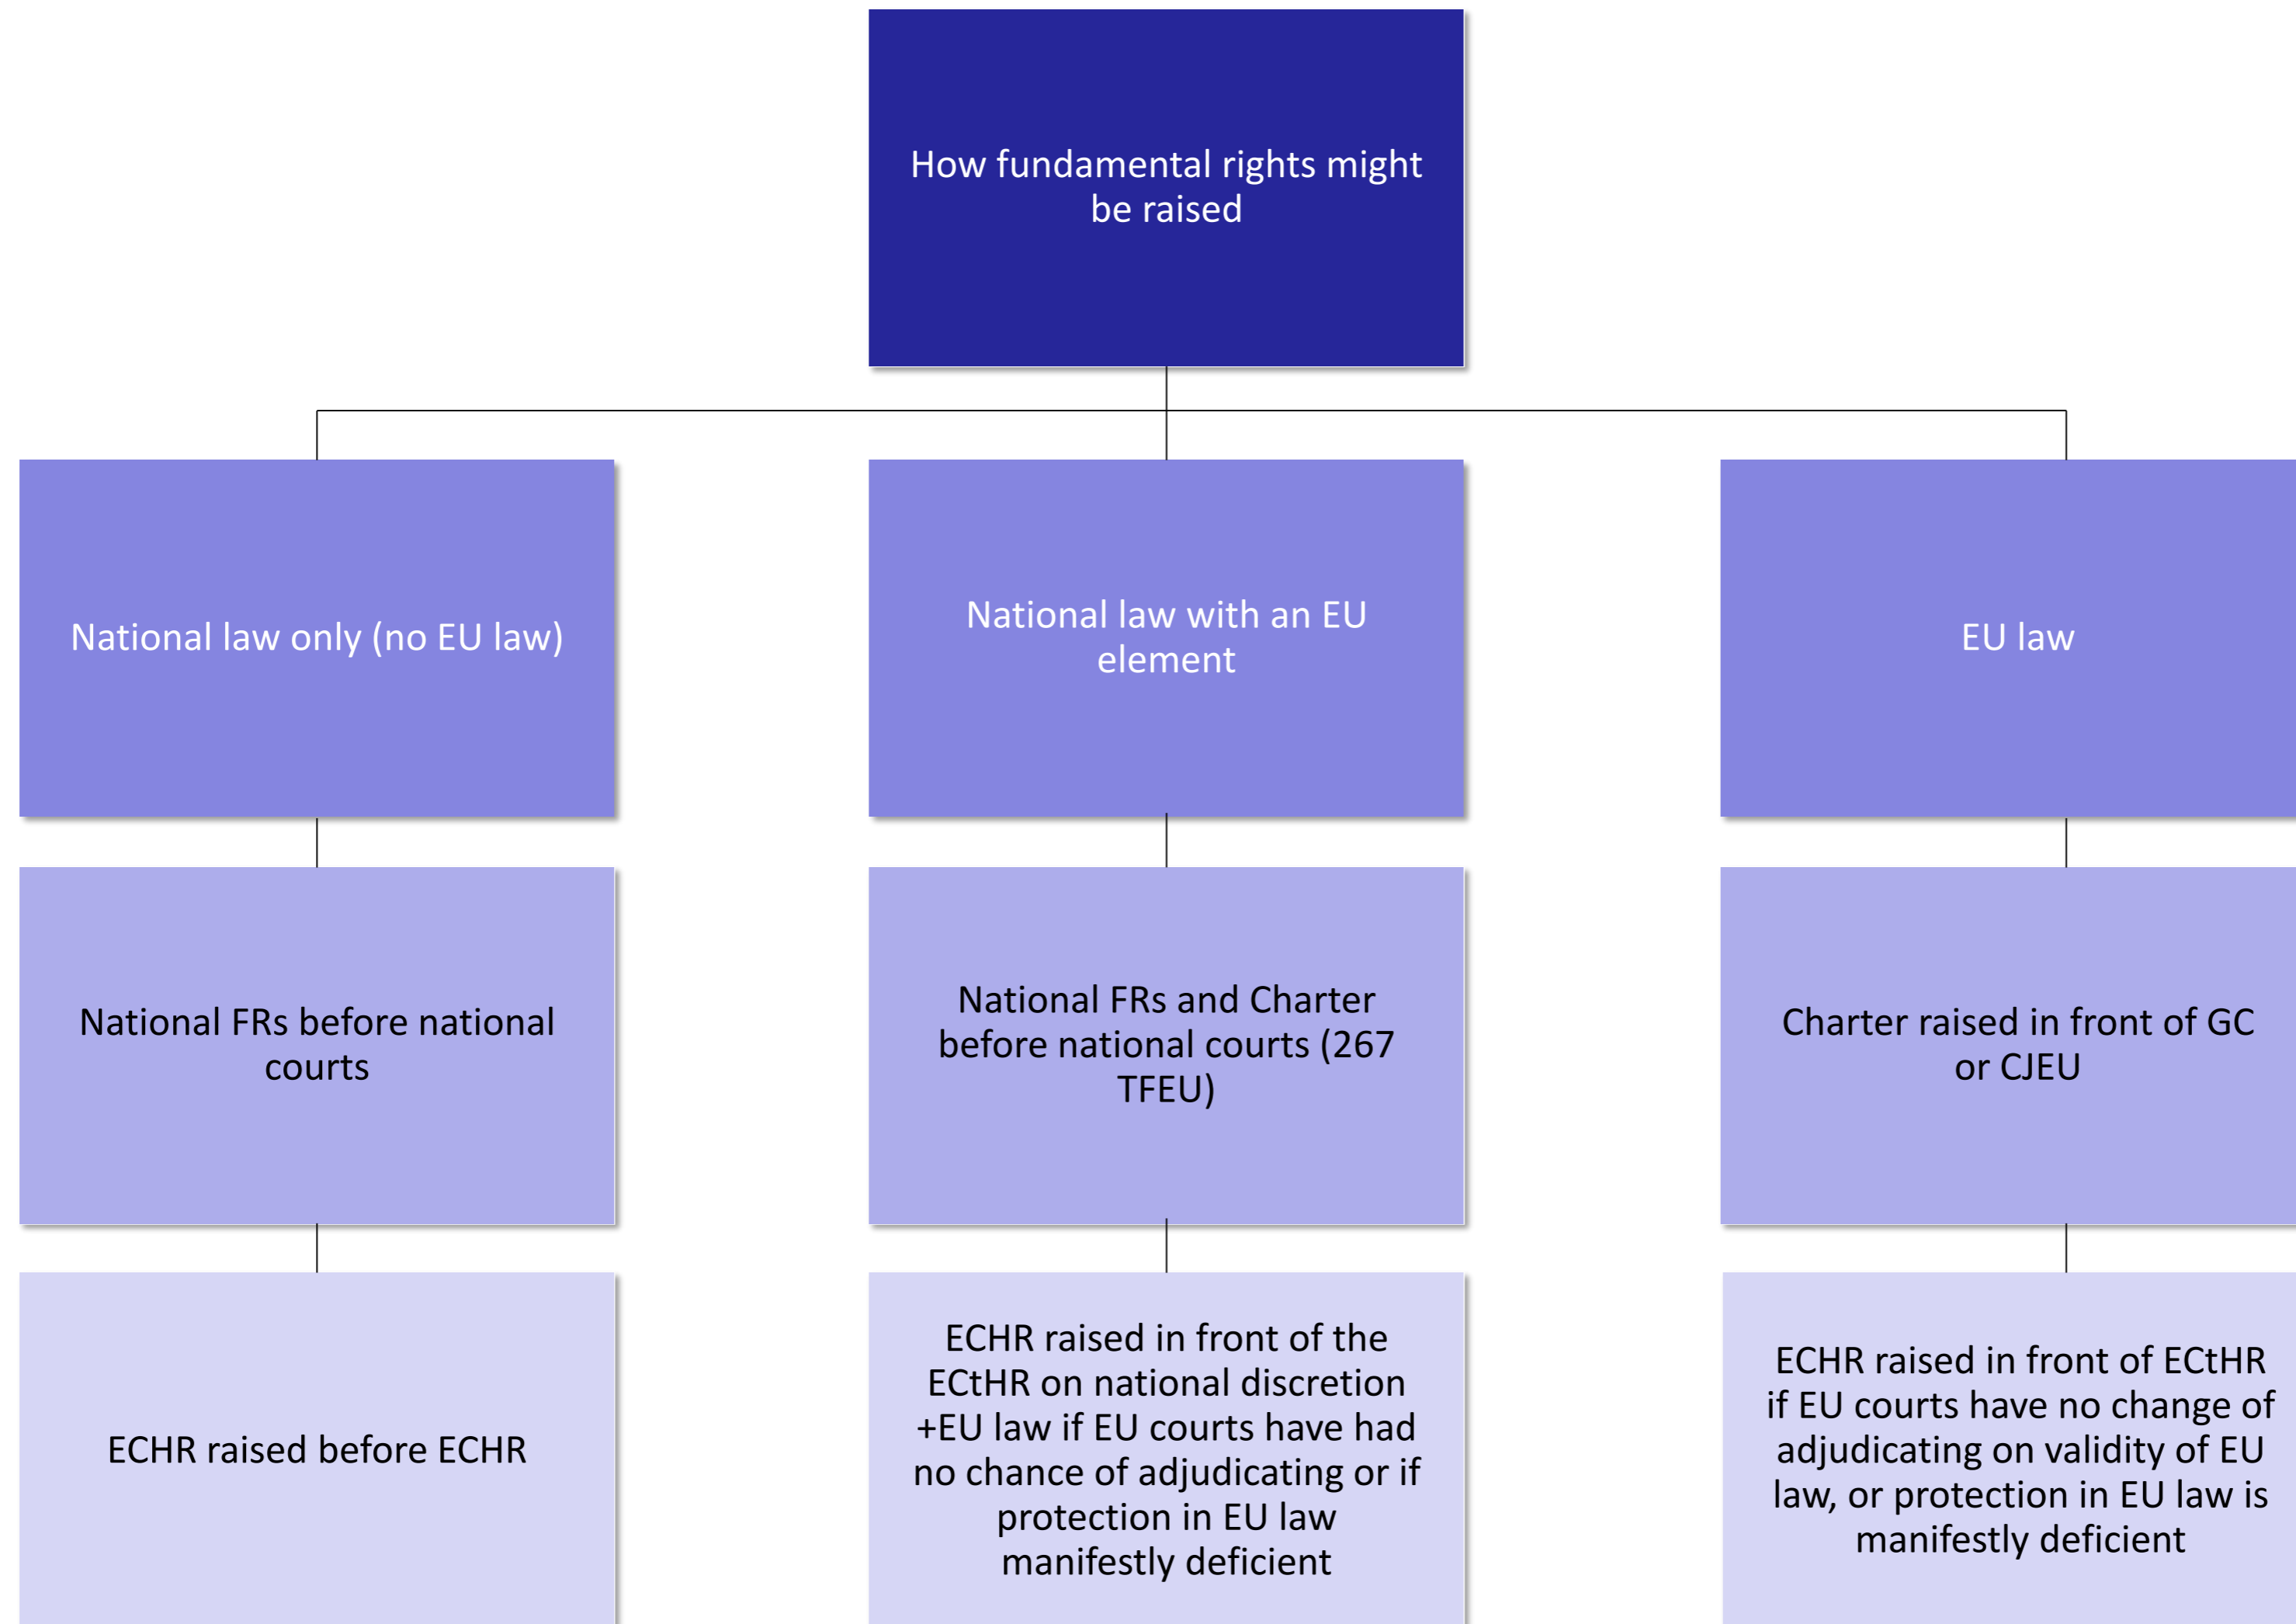 How fundamental rights might
be raised
National law only (no EU law)
National law with an EU
element
EU law
National FRs before national
courts
National FRs and Charter
before national courts (267
TFEU)
Charter raised in front of GC
or CJEU
ECHR raised before ECHR
ECHR raised in front of the
ECtHR on national discretion
+EU law if EU courts have had
no chance of adjudicating or if
protection in EU law
manifestly deficient
ECHR raised in front of ECtHR
if EU courts have no change of
adjudicating on validity of EU
law, or protection in EU law is
manifestly deficient